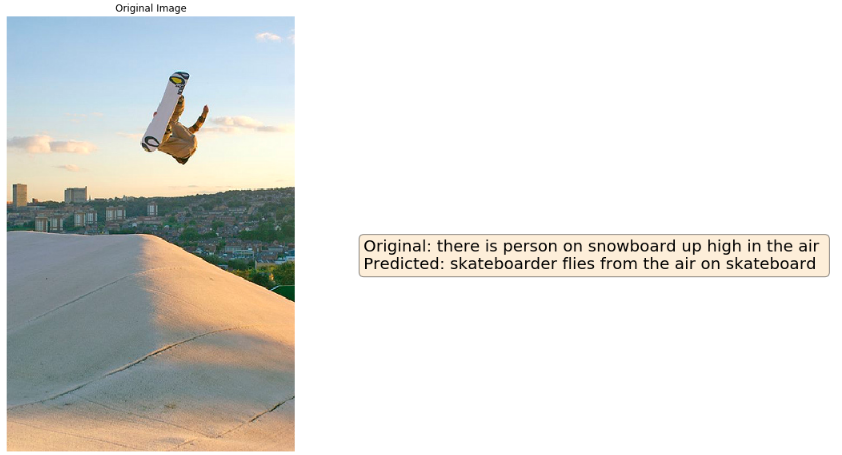 Original Image
Original: there is person on snowboard up high in the air
Predicted: skateboarder flies from the air on skateboard